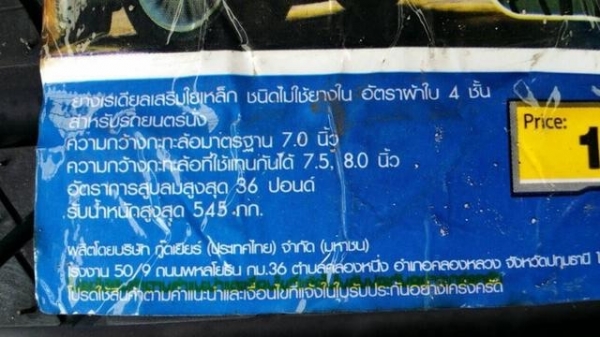 ยางเรเดียลเสริมใยเหล็ก ชนิดไม่ใช้ยางใน อัตราผ้าใบ 4 ชั้น
สำหรับรถยนต์นั่ง
ความกว้างกะทะล้อมาตรฐาน 7.0 นิ้ว
ความกว้างกะทะล้อที่ใช้แทนกันได้ 7.5, 8.0 นิ้ว
อัตราการสูบลมสูงสุด 36 ปอนด์
รับน้ำหนักสูงสุด 545 กก.
Price:
1
ผลิตโดยบริษัท กู๊ดเยียร์ (ประเทศไทย) จำกัด (มหาชน)
โรงงาน 50/9 ถนนพหลโยธิน กม.36 ตำบลคลองหนึ่ง อำเภอคลองหลวง จังหวัดปทุมธานี 1
โปรดใช้สินค้าตามคำแนะนำและเงื่อนไขที่แจ้งในใบรับประกันอย่างเคร่งครัด